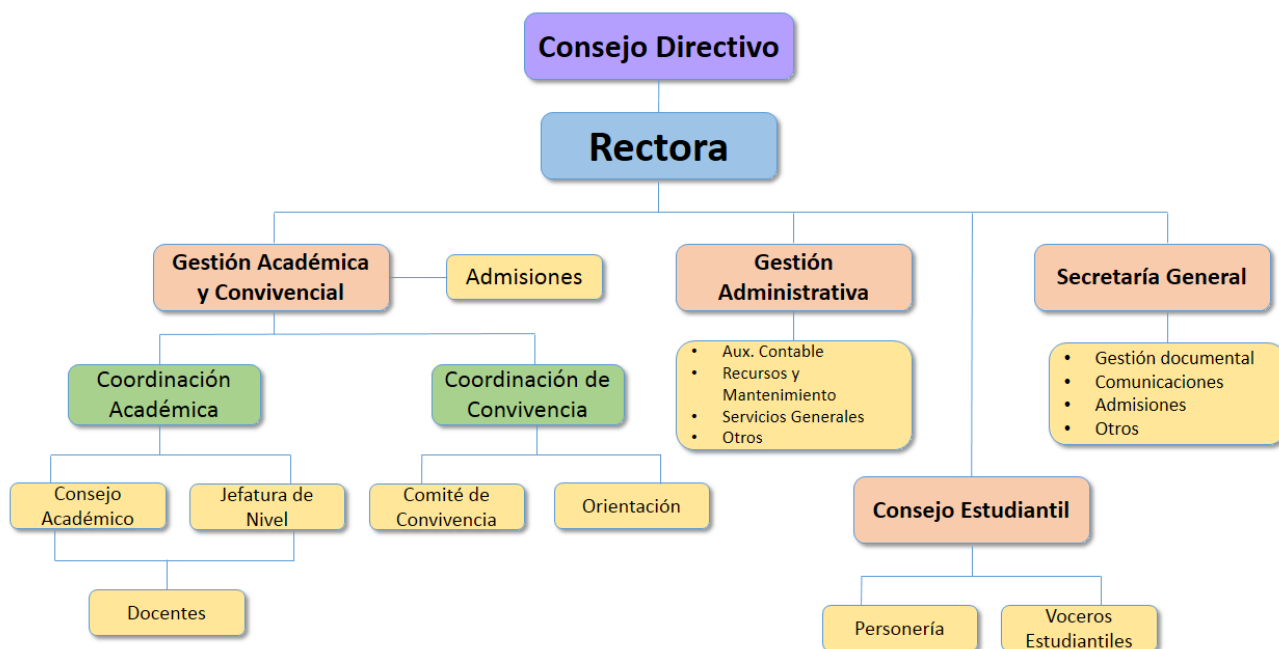 Consejo Directivo
Rectora
Gestión Académica
y Convivencial
Admisiones
Gestión
Administrativa
Secretaría General
• Aux. Contable
• Recursos y
Mantenimiento
• Servicios Generales
• Otros
• Gestión documental
• Comunicaciones
• Admisiones
• Otros
Coordinación
Académica
Coordinación de
Convivencia
Consejo
Académico
Jefatura de
Nivel
Comité de
Convivencia
Orientación
Consejo Estudiantil
Docentes
Personería
Voceros
Estudiantiles